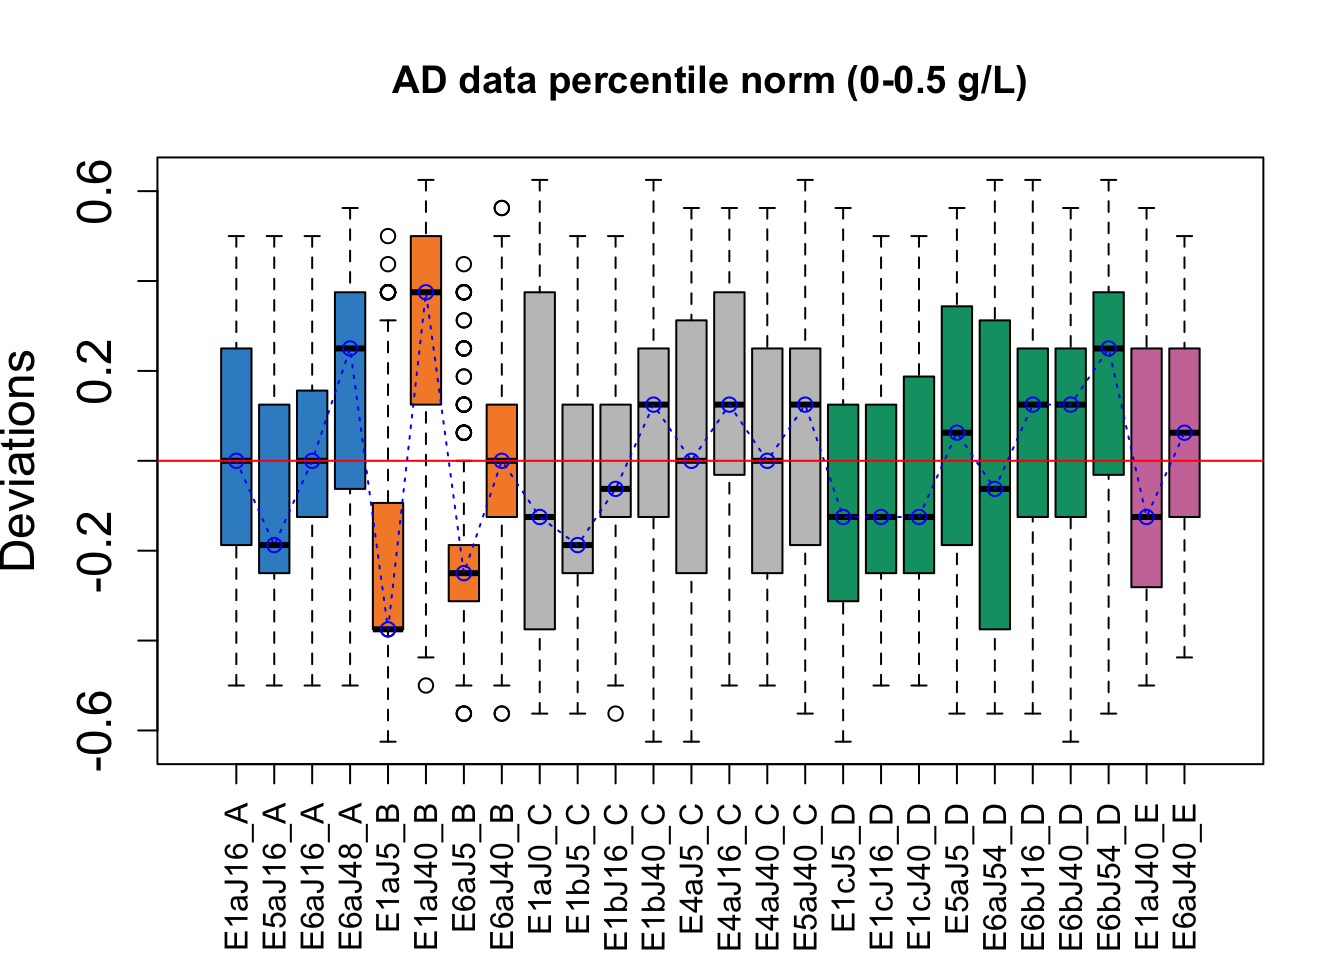 AD data percentile norm (0-0.5 g/L)
Deviations
0.6
0.2
-0.2
-0.6
E1aJ16_A
E5aJ16_A
E6aJ16_A
E6aJ48_A
E1aJ5_B
E1aJ40_B
E6aJ5_B
E6aJ40_B
E1aJ0_C
E1bJ5_C
E1bJ16_C
E1bJ40_C
E4aJ5_C
E4aJ16_C
E4aJ40_C
E5aJ40_C
E1cJ5_D
E1cJ16_D
E1cJ40_D
E5aJ5_D
E6aJ54_D
E6bJ16_D
E6bJ40_D
E6bJ54_D
E1aJ40_E
E6aJ40_E